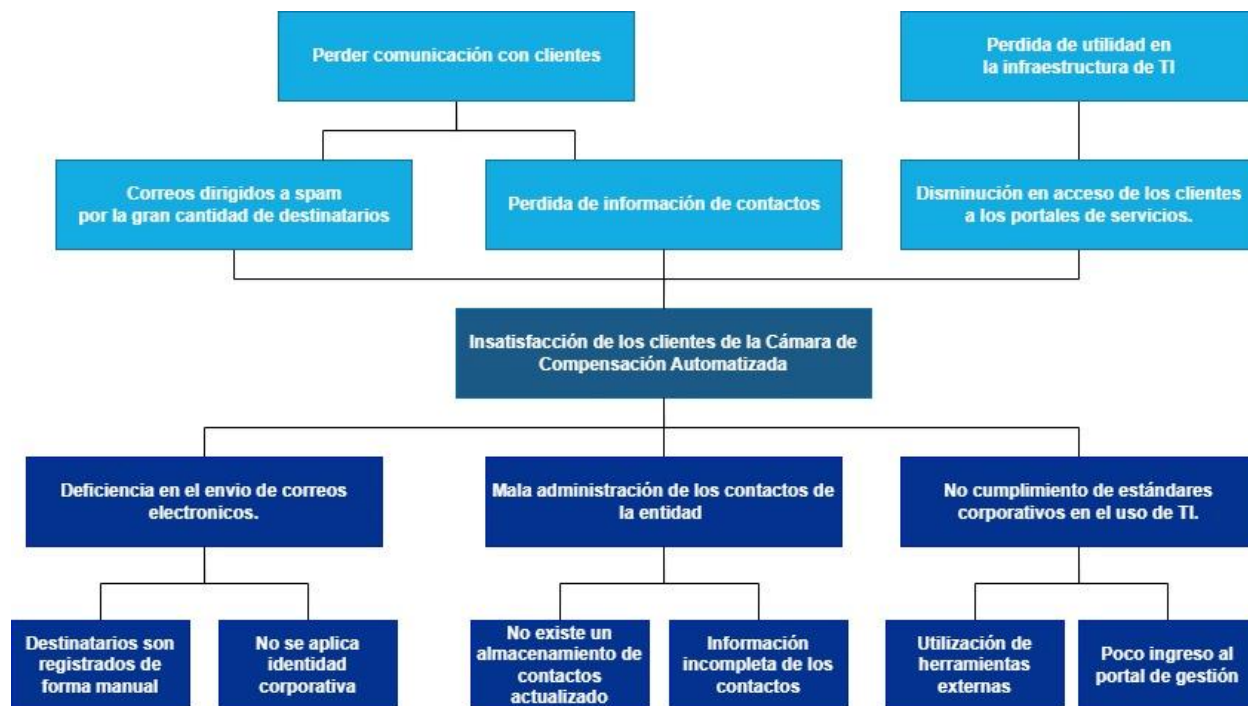 Perder comunicación con clientes
Perdida de utilidad en
la infraestructura de TI
Correos dirigidos a spam
por la gran cantidad de destinatarios
Perdida de información de contactos
Disminución en acceso de los clientes
a los portales de servicios.
Insatisfacción de los clientes de la Cámara de
Compensación Automatizada
Deficiencia en el envio de correos
electronicos.
Mala administración de los contactos de
la entidad
No cumplimiento de estándares
corporativos en el uso de TI.
Destinatarios son
registrados de
forma manual
No se aplica
identidad
corporativa
No existe un
almacenamiento de
contactos
actualizado
Información
incompleta de los
contactos
Utilización de
herramientas
externas
Poco ingreso al
portal de gestión